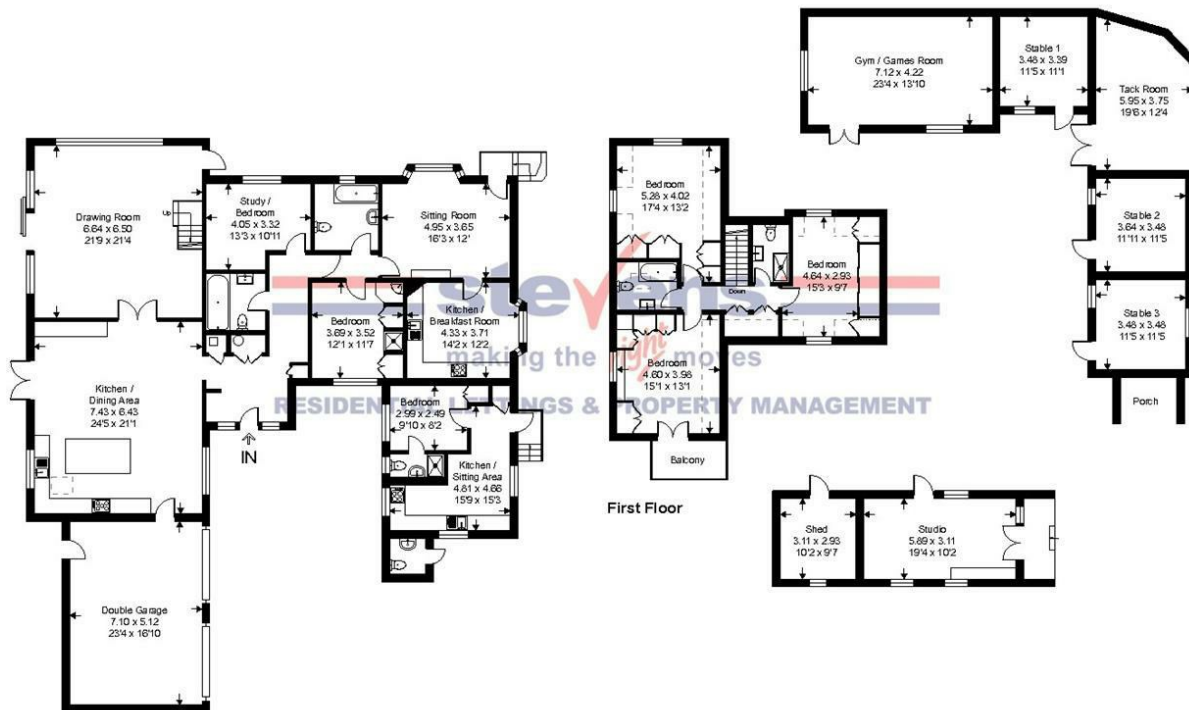 Drawing Room
6.64 x 6.50
21'9 x 21'4
Up
Study /
Bedroom
4.05 x 3.32
13'3 x 10'11
Sitting Room
4.95 x 3.65
16'3 x 12'
Kitchen /
Dining Area
7.43 x 6.43
24'5 x 21'1
Bedroom
3.69 x 3.52
12'1 x 11'7
Kitchen /
Breakfast Room
4.33 x 3.71
14'2 x 12'2
IN
Bedroom
2.99 x 2.49
9'10 x 8'2
Kitchen /
Sitting Area
4.81 x 4.66
15'9 x 15'3
Double Garage
7.10 x 5.12
23'4 x 16'10
Bedroom
5.28 x 4.02
17'4 x 13'2
Down
Bedroom
4.64 x 2.93
15'3 x 9'7
Bedroom
4.60 x 3.98
15'1 x 13'1
Balcony
First Floor
Gym / Games Room
7.12 x 4.22
23'4 x 13'10
Stable 1
3.48 x 3.39
11'5 x 11'1
Tack Room
5.95 x 3.75
19'6 x 12'4
Stable 2
3.64 x 3.48
11'11 x 11'5
Stable 3
3.48 x 3.48
11'5 x 11'5
Porch
Shed
3.11 x 2.93
10'2 x 9'7
Studio
5.89 x 3.11
19'4 x 10'2
stevens
making the right moves
RESIDENTIAL LETTINGS & PROPERTY MANAGEMENT